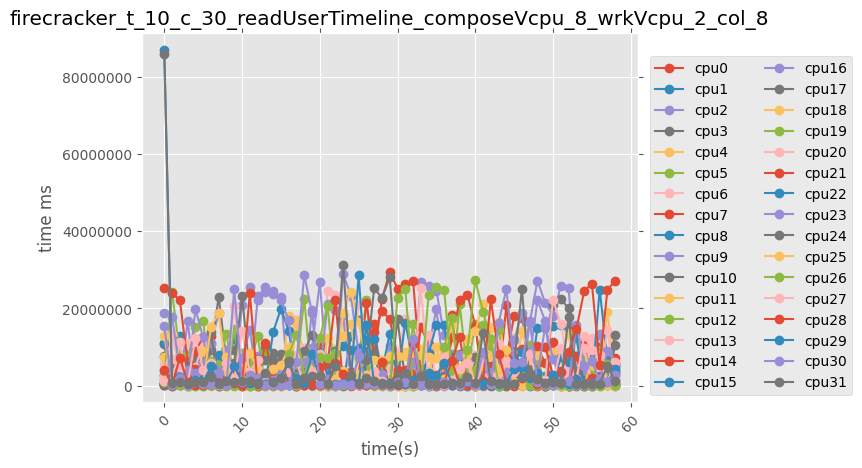 firecracker_t_10_c_30_readUserTimeline_composeVcpu_8_wrkVcpu_2_col_8
time ms
80000000
60000000
40000000
20000000
0
0 10 20 30 40 50 60
time(s)
cpu0 cpu16
cpu1 cpu17
cpu2 cpu18
cpu3 cpu19
cpu4 cpu20
cpu5 cpu21
cpu6 cpu22
cpu7 cpu23
cpu8 cpu24
cpu9 cpu25
cpu10 cpu26
cpu11 cpu27
cpu12 cpu28
cpu13 cpu29
cpu14 cpu30
cpu15 cpu31